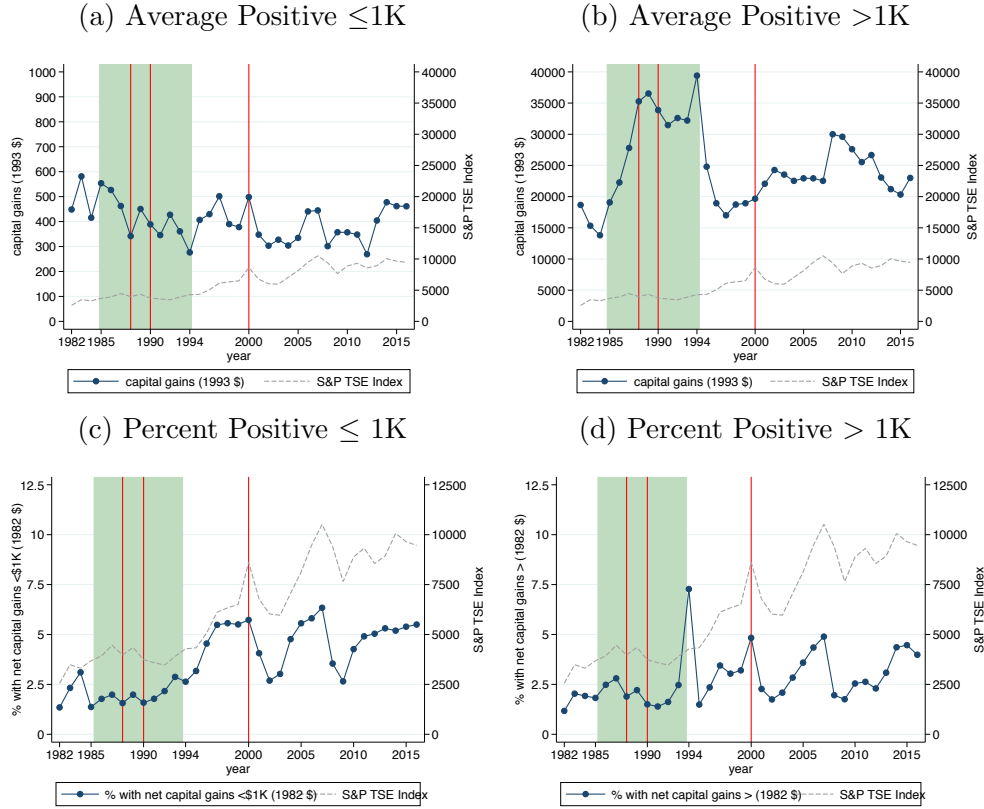 (a) Average Positive ≤1K
(b) Average Positive >1K
capital gains (1993 $)
1000
900
800
700
600
500
400
300
200
100
0
40000
35000
30000
25000
20000
15000
10000
5000
0
S&P TSE Index
1982 1985 1990 1994 2000 2005 2010 2015
year
capital gains (1993 $) S&P TSE Index
capital gains (1993 $)
40000
35000
30000
25000
20000
15000
10000
5000
0
40000
35000
30000
25000
20000
15000
10000
5000
0
S&P TSE Index
1982 1985 1990 1994 2000 2005 2010 2015
year
capital gains (1993 $) S&P TSE Index
(c) Percent Positive ≤ 1K
(d) Percent Positive > 1K
% with net capital gains <$1K (1982 $)
12.5
10
7.5
5
2.5
0
12500
10000
7500
5000
2500
0
S&P TSE Index
1982 1985 1990 1994 2000 2005 2010 2015
year
% with net capital gains <$1K (1982 $) S&P TSE Index
% with net capital gains > (1982 $)
12.5
10
7.5
5
2.5
0
12500
10000
7500
5000
2500
0
S&P TSE Index
1982 1985 1990 1994 2000 2005 2010 2015
year
% with net capital gains > (1982 $) S&P TSE Index